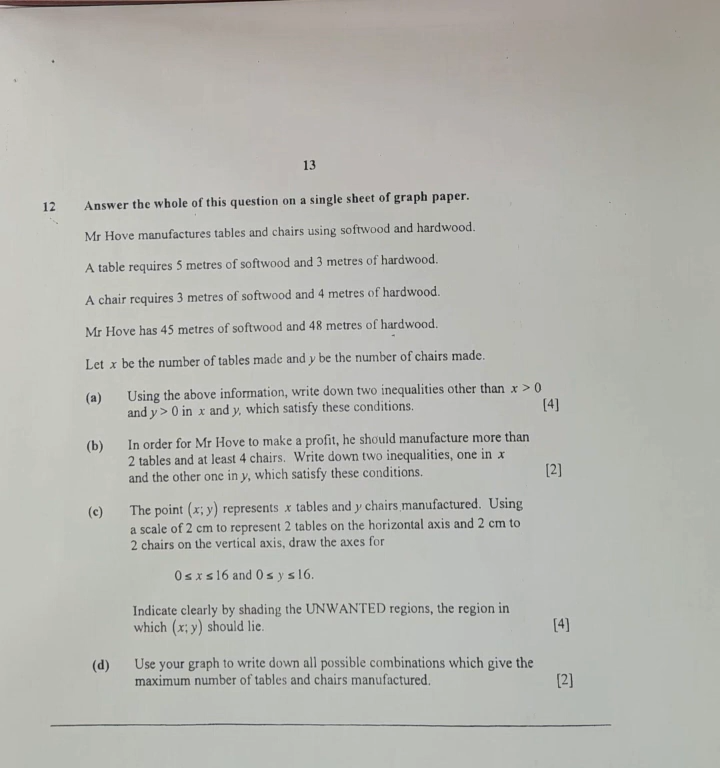 13
12 Answer the whole of this question on a single sheet of graph paper.
Mr Hove manufactures tables and chairs using softwood and hardwood.
A table requires 5 metres of softwood and 3 metres of hardwood.
A chair requires 3 metres of softwood and 4 metres of hardwood.
Mr Hove has 45 metres of softwood and 48 metres of hardwood.
Let x be the number of tables made and y be the number of chairs made.
(a) Using the above information, write down two inequalities other than x > 0
and y > 0 in x and y, which satisfy these conditions. [4]
(b) In order for Mr Hove to make a profit, he should manufacture more than
2 tables and at least 4 chairs. Write down two inequalities, one in x
and the other one in y, which satisfy these conditions. [2]
(c) The point (x; y) represents x tables and y chairs manufactured. Using
a scale of 2 cm to represent 2 tables on the horizontal axis and 2 cm to
2 chairs on the vertical axis, draw the axes for
0 ≤ x ≤ 16 and 0 ≤ y ≤ 16.
Indicate clearly by shading the UNWANTED regions, the region in
which (x; y) should lie. [4]
(d) Use your graph to write down all possible combinations which give the
maximum number of tables and chairs manufactured. [2]